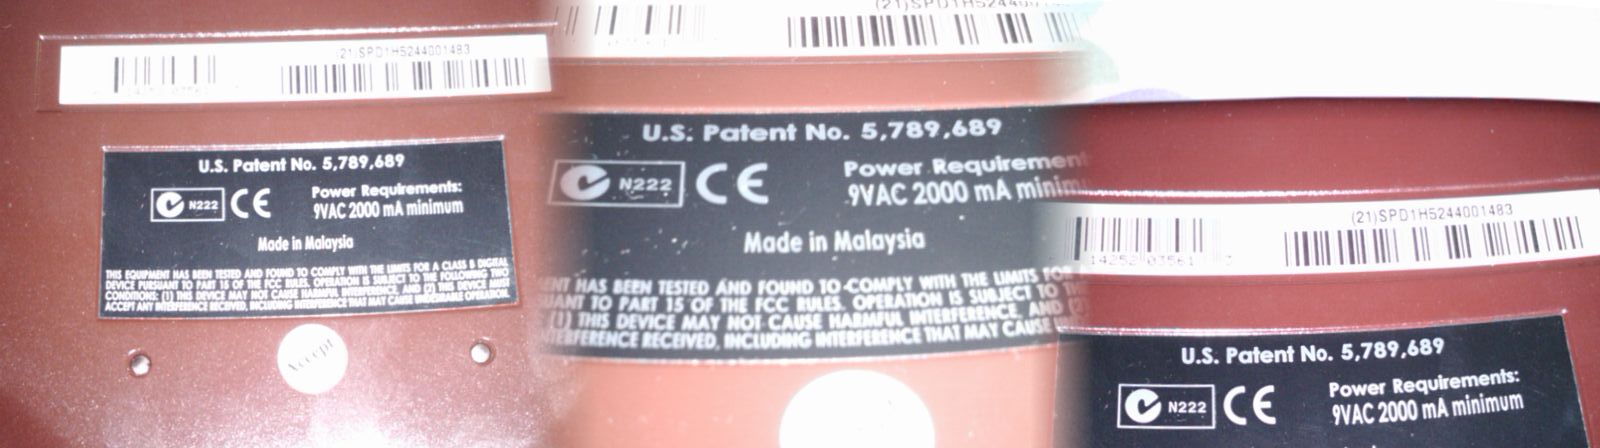 (21)SPD1H5244001483
U.S. Patent No. 5,789,689
N222 CE
Power Requirements:
9VAC 2000 mA minimum
Made in Malaysia
THIS EQUIPMENT HAS BEEN TESTED AND FOUND TO COMPLY WITH THE LIMITS FOR A CLASS B DIGITAL
DEVICE PURSUANT TO PART 15 OF THE FCC RULES. OPERATION IS SUBJECT TO THE FOLLOWING TWO
CONDITIONS: (1) THIS DEVICE MAY NOT CAUSE HARMFUL INTERFERENCE, AND (2) THIS DEVICE MUST
ACCEPT ANY INTERFERENCE RECEIVED, INCLUDING INTERFERENCE THAT MAY CAUSE UNDESIRABLE OPERATION.
Accept
U.S. Patent No. 5,789,689
N222 CE
Power Requirement
9VAC 2000 mA
Made in Malaysia
HAS BEEN TESTED AND FOUND TO COMPLY WITH THE LIMITS FOR
TO PART 15 OF THE FCC RULES. OPERATION IS SUBJECT TO
(1) THIS DEVICE MAY NOT CAUSE HARMFUL INTERFERENCE, AND
RECEIVED, INCLUDING INTERFERENCE THAT MAY CAUSE
(21)SPD1H5244001483
14252 03561
U.S. Patent No. 5,789,689
N222 CE
Power Requirements:
9VAC 2000 mA minimum